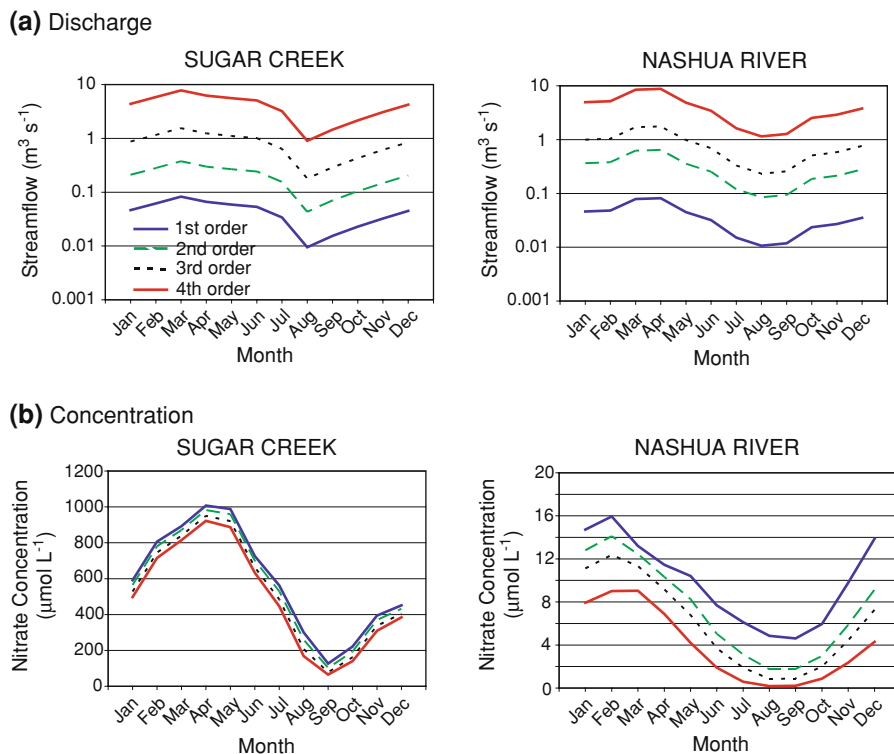 (a) Discharge
SUGAR CREEK
Streamflow (m³ s⁻¹)
10
1
0.1
0.01
0.001
1st order
2nd order
3rd order
4th order
Jan Feb Mar Apr May Jun Jul Aug Sep Oct Nov Dec
Month
NASHUA RIVER
Streamflow (m³ s⁻¹)
10
1
0.1
0.01
0.001
Jan Feb Mar Apr May Jun Jul Aug Sep Oct Nov Dec
Month
(b) Concentration
SUGAR CREEK
Nitrate Concentration
(µmol L⁻¹)
1200
1000
800
600
400
200
0
Jan Feb Mar Apr May Jun Jul Aug Sep Oct Nov Dec
Month
NASHUA RIVER
Nitrate Concentration
(µmol L⁻¹)
20
16
12
8
4
0
Jan Feb Mar Apr May Jun Jul Aug Sep Oct Nov Dec
Month